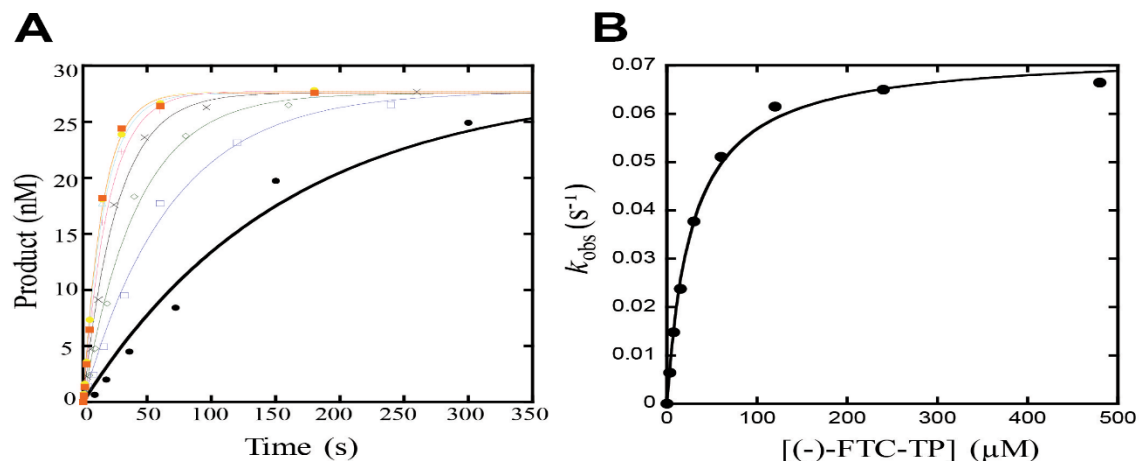 A
30
25
20
15
10
5
0
Product (nM)
0 50 100 150 200 250 300 350
Time (s)
B
0.07
0.06
0.05
0.04
0.03
0.02
0.01
0
k_obs (s⁻¹)
0 100 200 300 400 500
[(-)-FTC-TP] (μM)